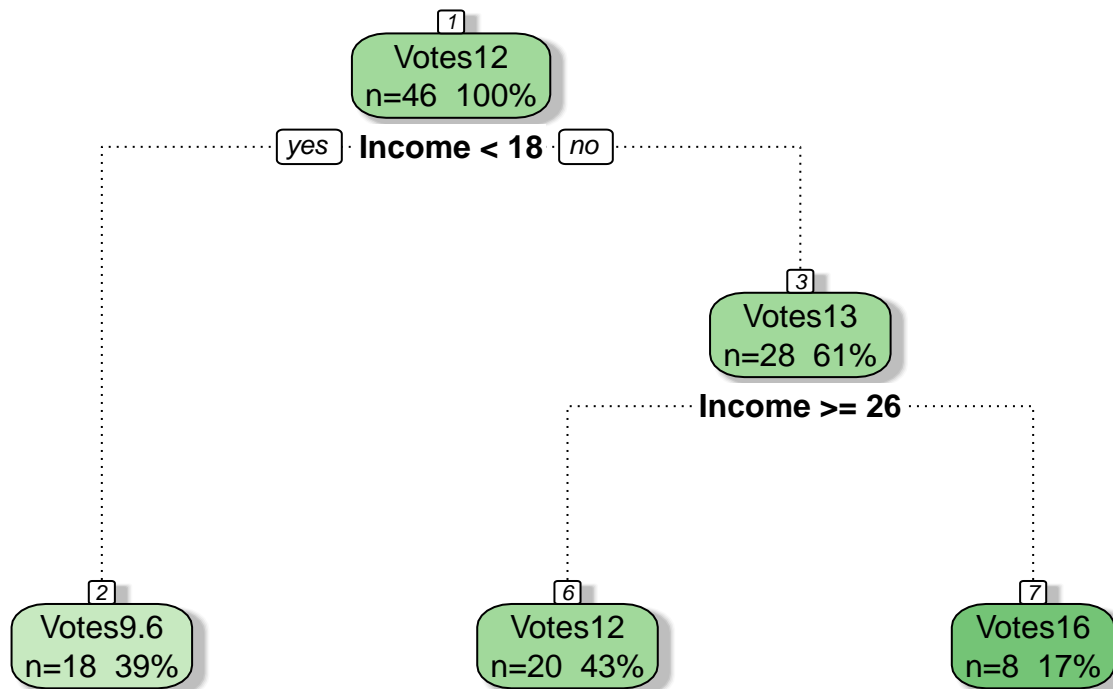 1
Votes12
n=46 100%
yes Income < 18 no
3
Votes13
n=28 61%
Income >= 26
2 6 7
Votes9.6 Votes12 Votes16
n=18 39% n=20 43% n=8 17%